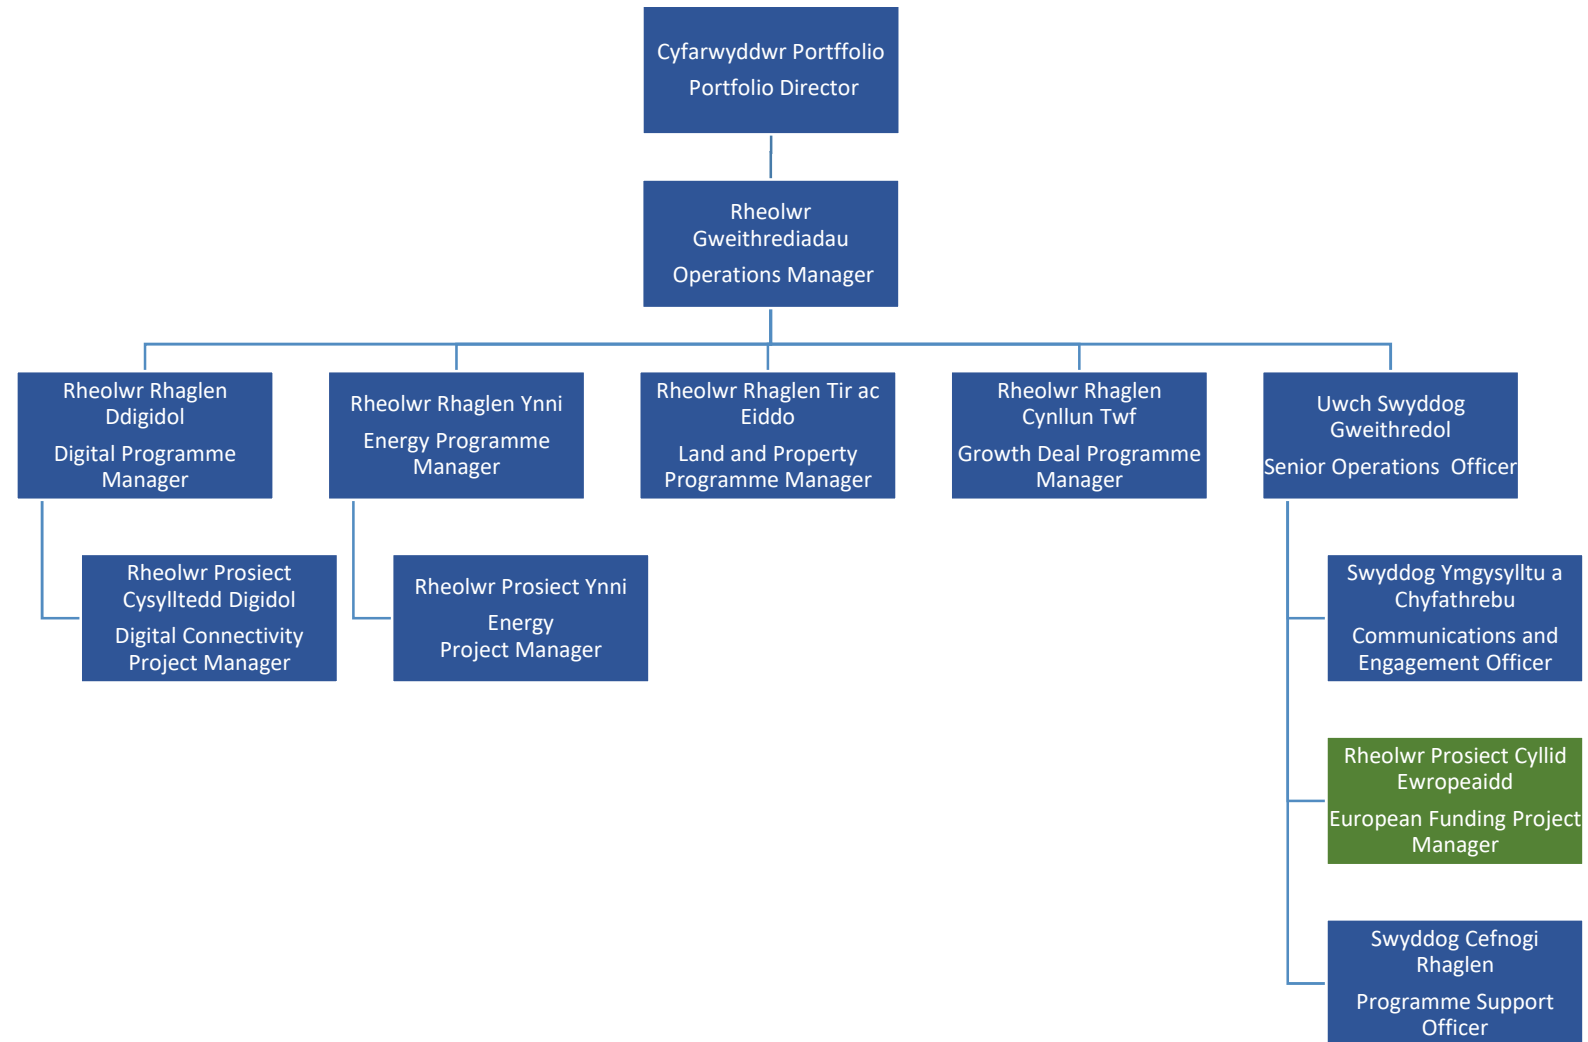 Cyfarwyddwr Portffolio
Portfolio Director
Rheolwr
Gweithrediadau
Operations Manager
Rheolwr Rhaglen
Ddigidol
Digital Programme
Manager
Rheolwr Rhaglen Ynni
Energy Programme
Manager
Rheolwr Rhaglen Tir ac
Eiddo
Land and Property
Programme Manager
Rheolwr Rhaglen
Cynllun Twf
Growth Deal Programme
Manager
Uwch Swyddog
Gweithredol
Senior Operations Officer
Rheolwr Prosiect
Cysylltedd Digidol
Digital Connectivity
Project Manager
Rheolwr Prosiect Ynni
Energy
Project Manager
Swyddog Ymgysylltu a
Chyfathrebu
Communications and
Engagement Officer
Rheolwr Prosiect Cyllid
Ewropeaidd
European Funding Project
Manager
Swyddog Cefnogi
Rhaglen
Programme Support
Officer